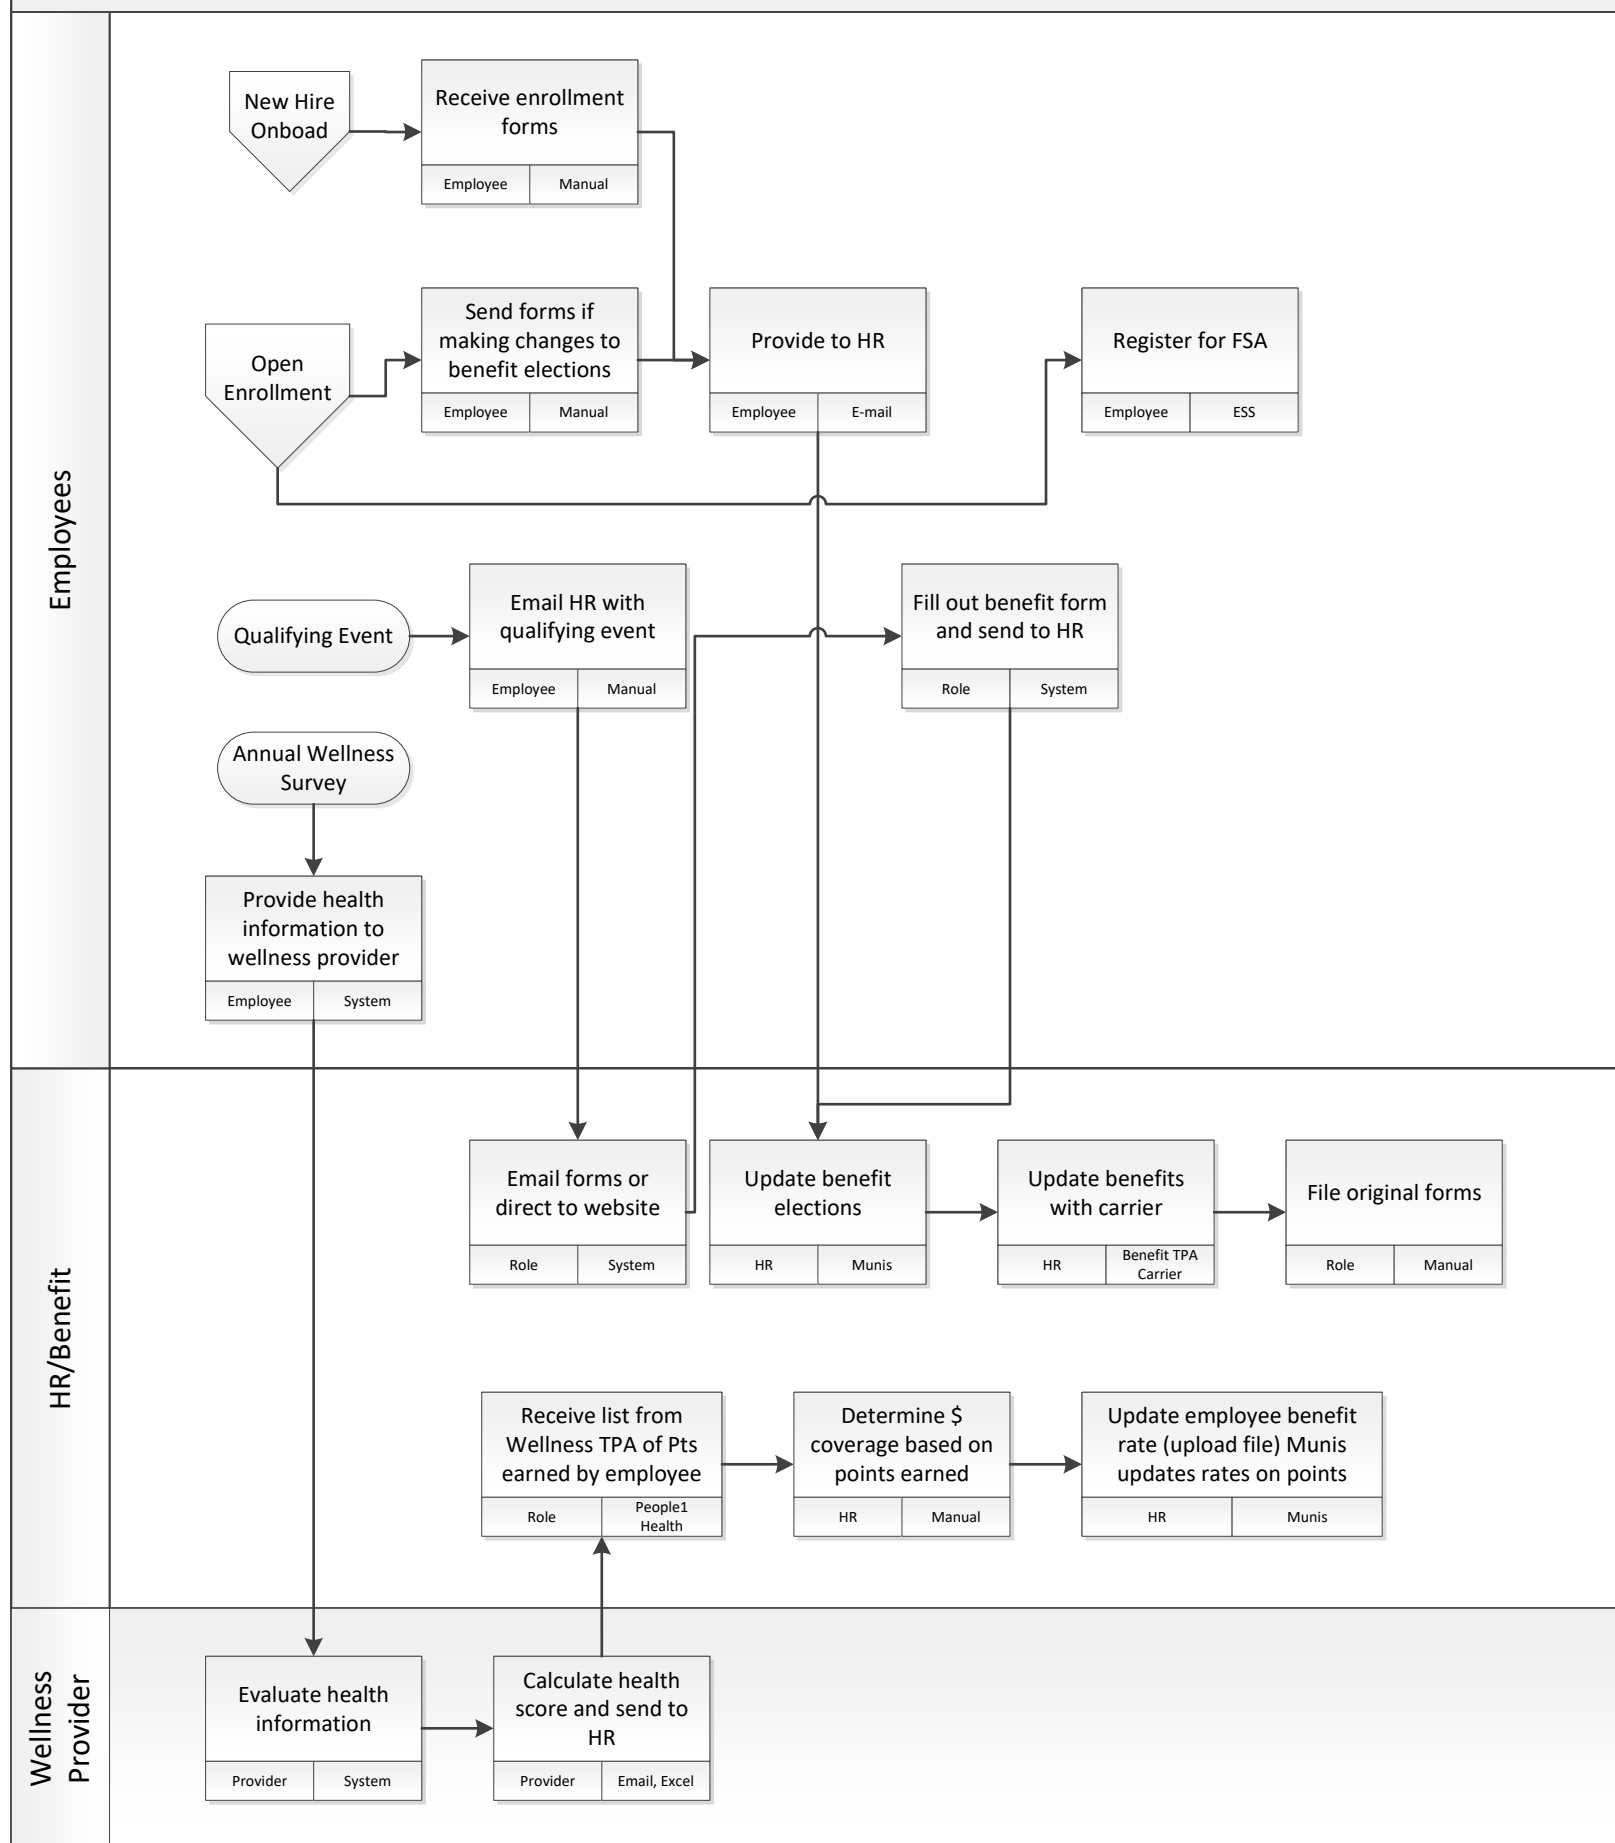 Employees
New Hire
Onboad
Receive enrollment
forms
Employee
Manual
Open
Enrollment
Send forms if
making changes to
benefit elections
Employee
Manual
Provide to HR
Employee
E-mail
Register for FSA
Employee
ESS
Qualifying Event
Email HR with
qualifying event
Employee
Manual
Fill out benefit form
and send to HR
Role
System
Annual Wellness
Survey
Provide health
information to
wellness provider
Employee
System
HR/Benefit
Email forms or
direct to website
Role
System
Update benefit
elections
HR
Munis
Update benefits
with carrier
HR
Benefit TPA
Carrier
File original forms
Role
Manual
Receive list from
Wellness TPA of Pts
earned by employee
Role
People1
Health
Determine $
coverage based on
points earned
HR
Manual
Update employee benefit
rate (upload file) Munis
updates rates on points
HR
Munis
Wellness
Provider
Evaluate health
information
Provider
System
Calculate health
score and send to
HR
Provider
Email, Excel